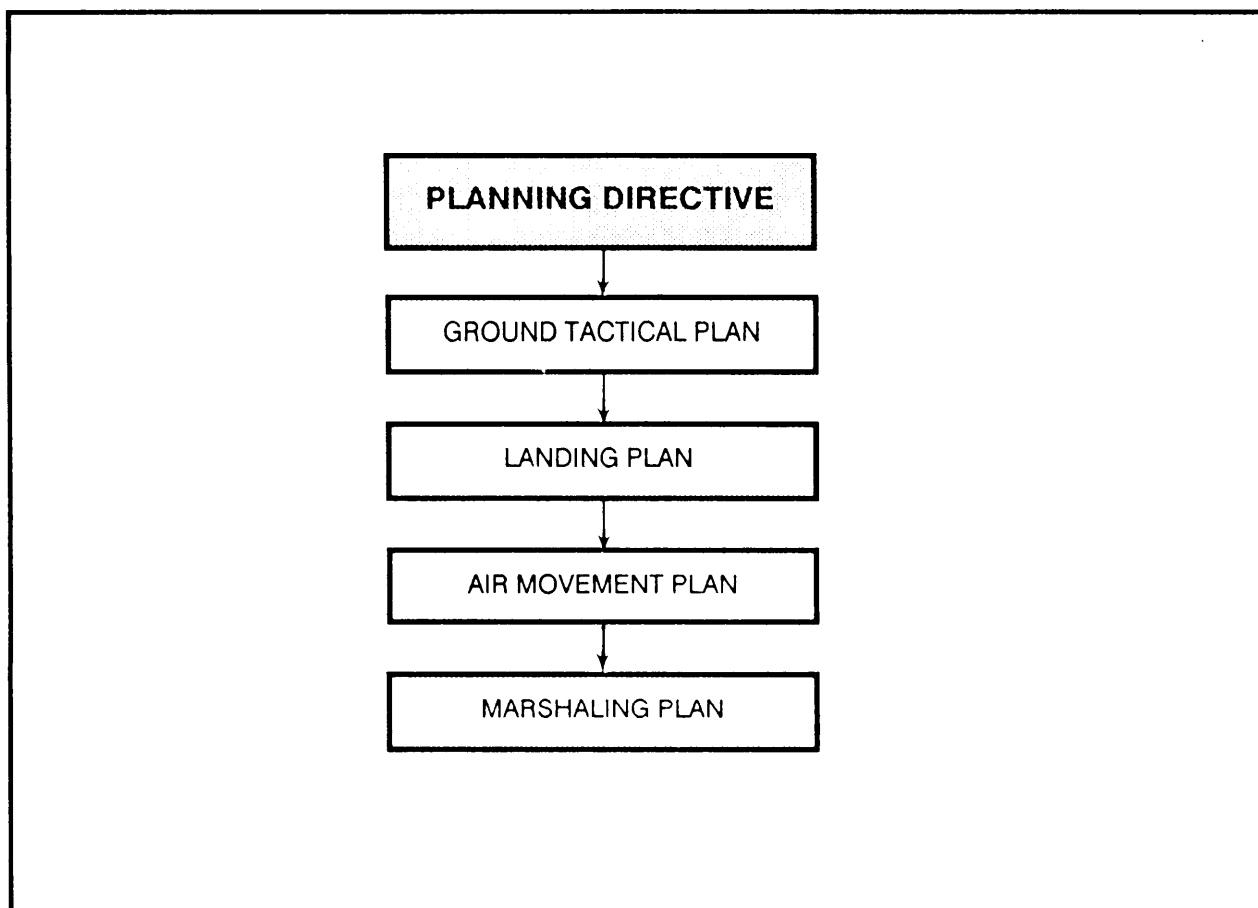 PLANNING DIRECTIVE
GROUND TACTICAL PLAN
LANDING PLAN
AIR MOVEMENT PLAN
MARSHALING PLAN